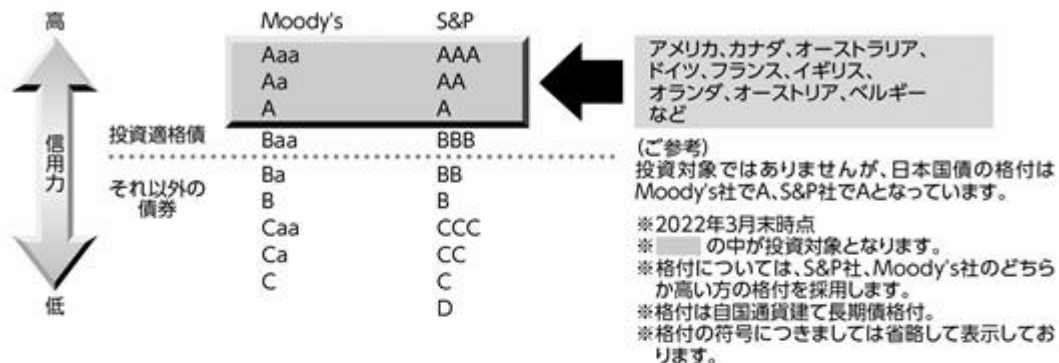 高
Moody's S&P
Aaa AAA
Aa AA
A A
投資適格債 Baa BBB
信用力
それ以外の
債券
Ba BB
B B
Caa CCC
Ca CC
C C
D
低
アメリカ、カナダ、オーストラリア、
ドイツ、フランス、イギリス、
オランダ、オーストリア、ベルギー
など
(ご参考)
投資対象ではありませんが、日本国債の格付は
Moody's社でA、S&P社でAとなっています。
※2022年3月末時点
※ の中が投資対象となります。
※格付については、S&P社、Moody's社のどちら
か高い方の格付を採用します。
※格付は自国通貨建て長期債格付。
※格付の符号につきましては省略して表示してお
ります。